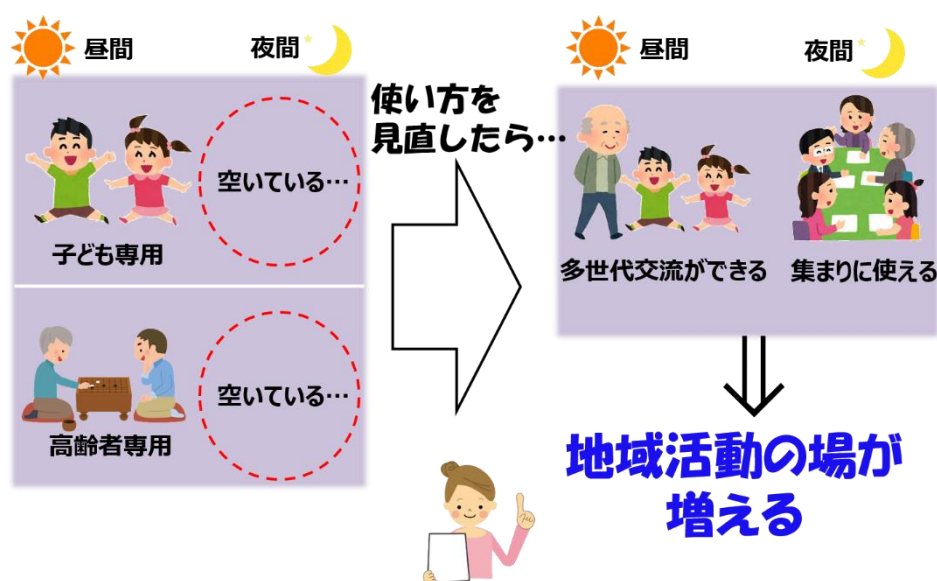 昼間 夜間
空いている…
子ども専用
空いている…
高齢者専用
使い方を
見直したら…
昼間 夜間
多世代交流ができる 集まりに使える
地域活動の場が
増える